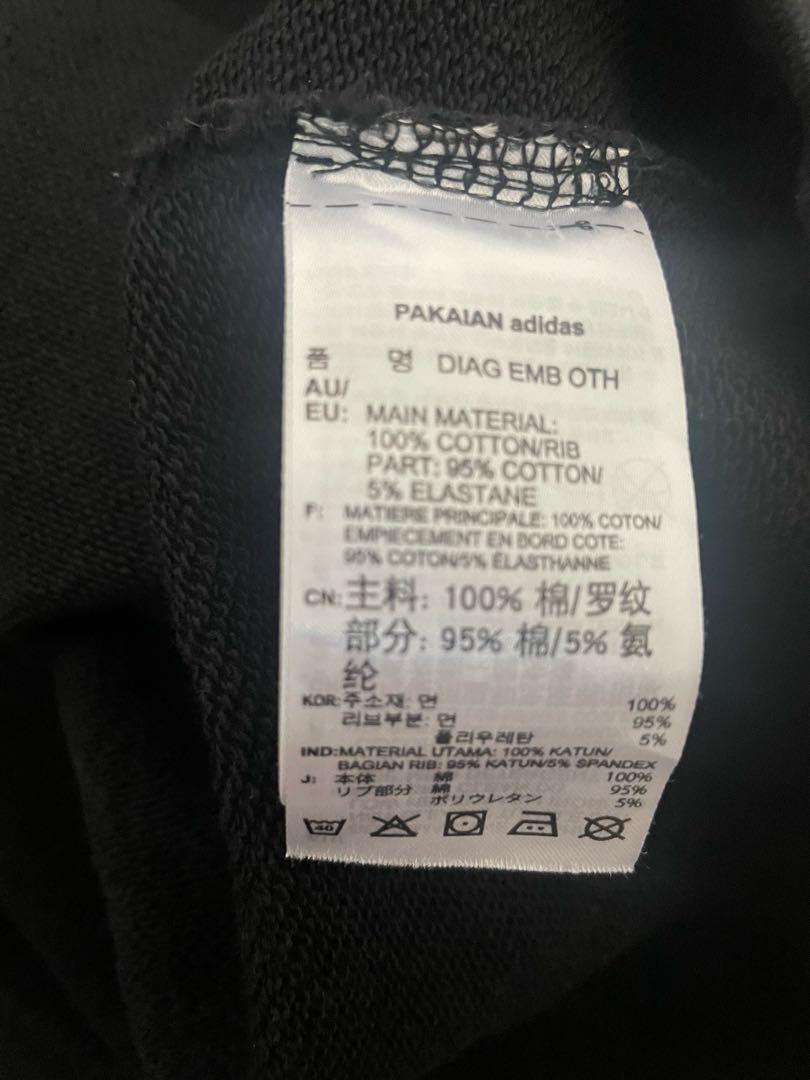 PAKAIAN adidas
품 명 DIAG EMB OTH
AU/
EU: MAIN MATERIAL:
100% COTTON/RIB
PART: 95% COTTON/
5% ELASTANE
F: MATIERE PRINCIPALE: 100% COTON/
EMPIECEMENT EN BORD COTE:
95% COTON/5% ÉLASTHANNE
CN: 主料: 100% 棉/罗纹
部分: 95% 棉/5% 氨
纶
KOR: 주소재: 면 100%
리브부분: 면 95%
폴리우레탄 5%
IND: MATERIAL UTAMA: 100% KATUN/
BAGIAN RIB: 95% KATUN/5% SPANDEX
J: 本体 綿 100%
リブ部分 綿 95%
ポリウレタン 5%
40